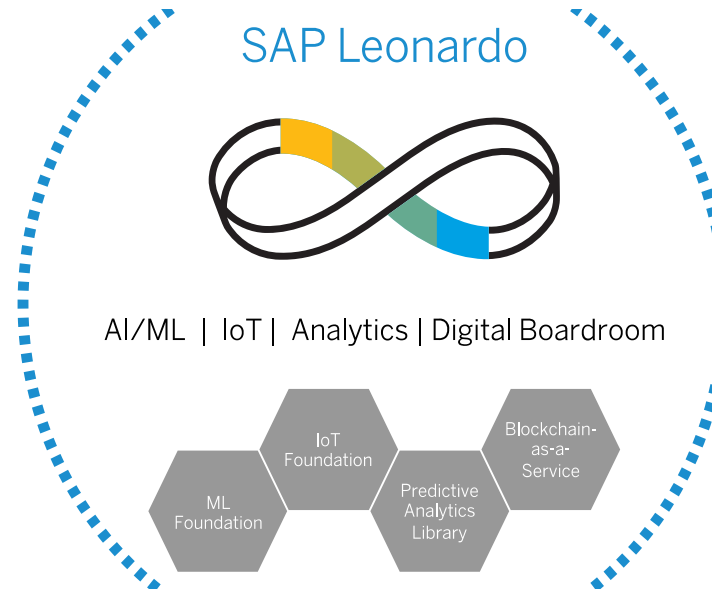 SAP Leonardo
AI/ML | IoT | Analytics | Digital Boardroom
ML
Foundation
IoT
Foundation
Predictive
Analytics
Library
Blockchain-
as-a-
Service